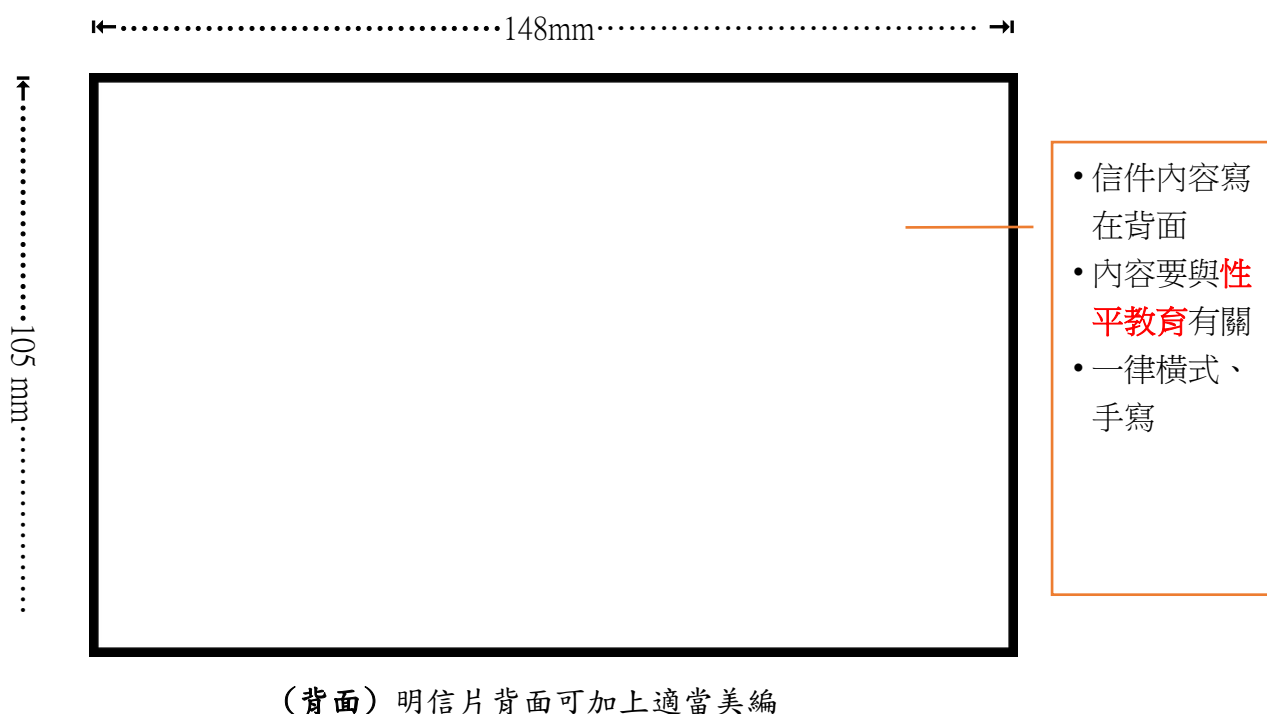 148mm
105 mm
•信件內容寫
在背面
•內容要與性
平教育有關
•一律橫式、
手寫
（背面）明信片背面可加上適當美編